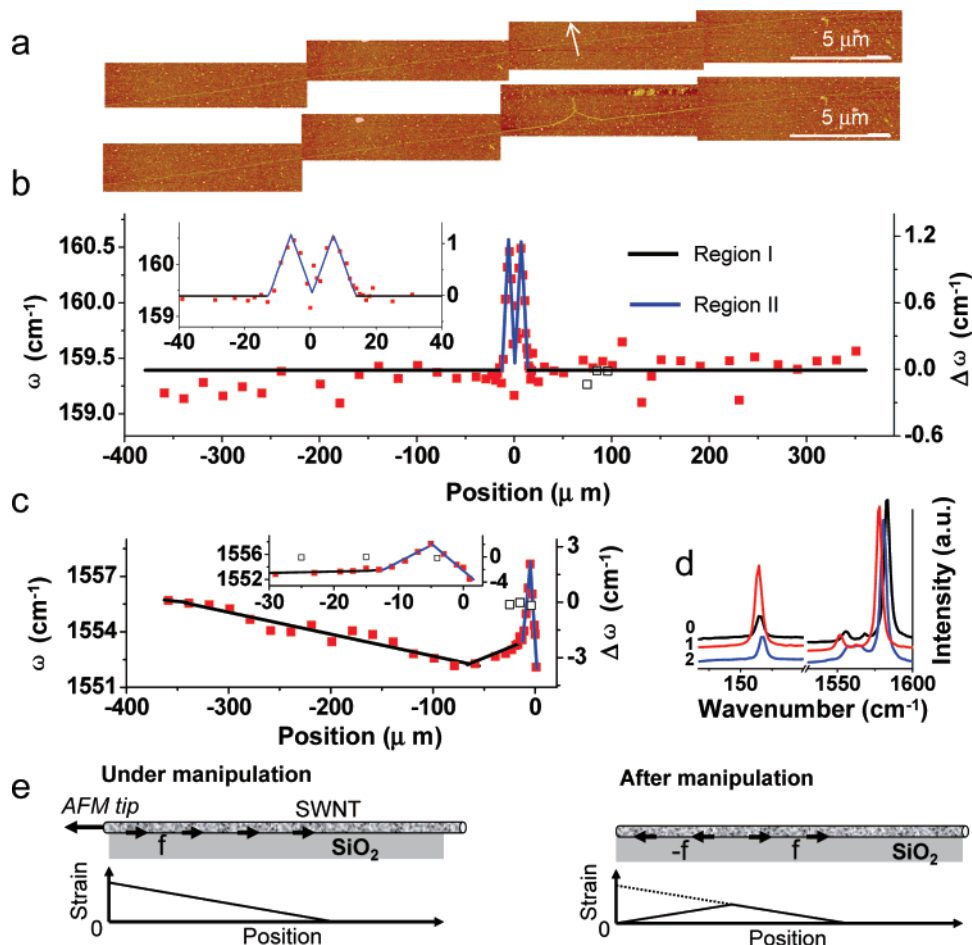 a
5 μm
5 μm
b
ω (cm-1)
160.5
160.0
159.5
159.0
160
159
1
0
-40 -20 0 20 40
Region I
Region II
1.2
0.6
0.0
-0.6
Δω (cm-1)
-400 -300 -200 -100 0 100 200 300
Position (μ m)
c
ω (cm-1)
1557
1554
1551
1556
1552
0
-4
-30 -20 -10 0
3
0
-3
Δω (cm-1)
-400 -300 -200 -100 0
Position (μ m)
d
0
1
2
150 1550 1600
Wavenumber (cm-1)
Intensity (a.u.)
e
Under manipulation
AFM tip
SWNT
f
SiO2
Strain
0
Position
After manipulation
-f f SiO2
Strain
0
Position